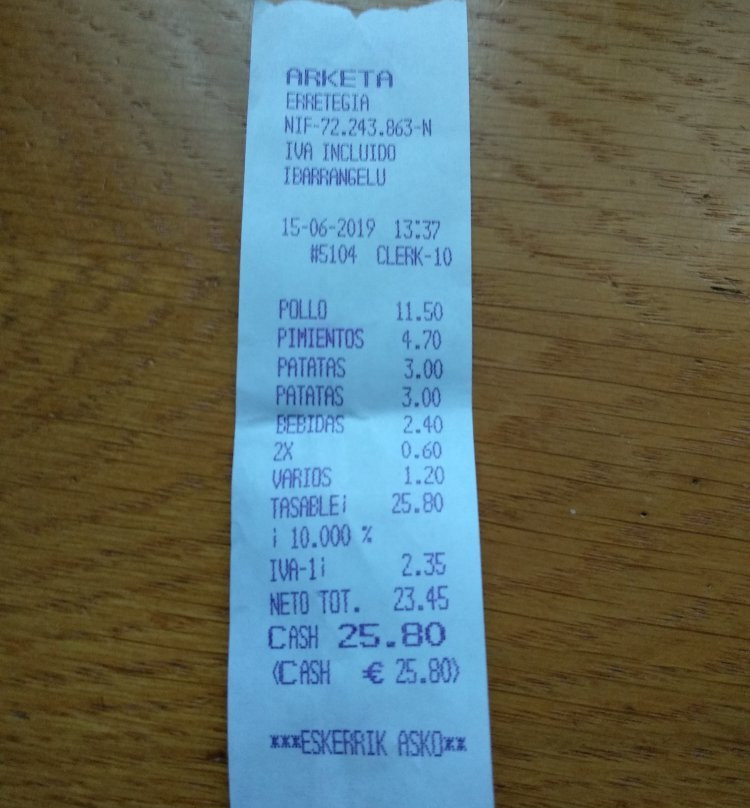 ARKETA
ERRETEGIA
NIF-72.243.863-N
IVA INCLUIDO
IBARRANGELU
15-06-2019 13:37
#5104 CLERK-10
POLLO 11.50
PIMIENTOS 4.70
PATATAS 3.00
PATATAS 3.00
BEBIDAS 2.40
2X 0.60
VARIOS 1.20
TASABLE¡ 25.80
¡ 10.000 %
IVA-1¡ 2.35
NETO TOT. 23.45
CASH 25.80
(CASH € 25.80)
***ESKERRIK ASKO**